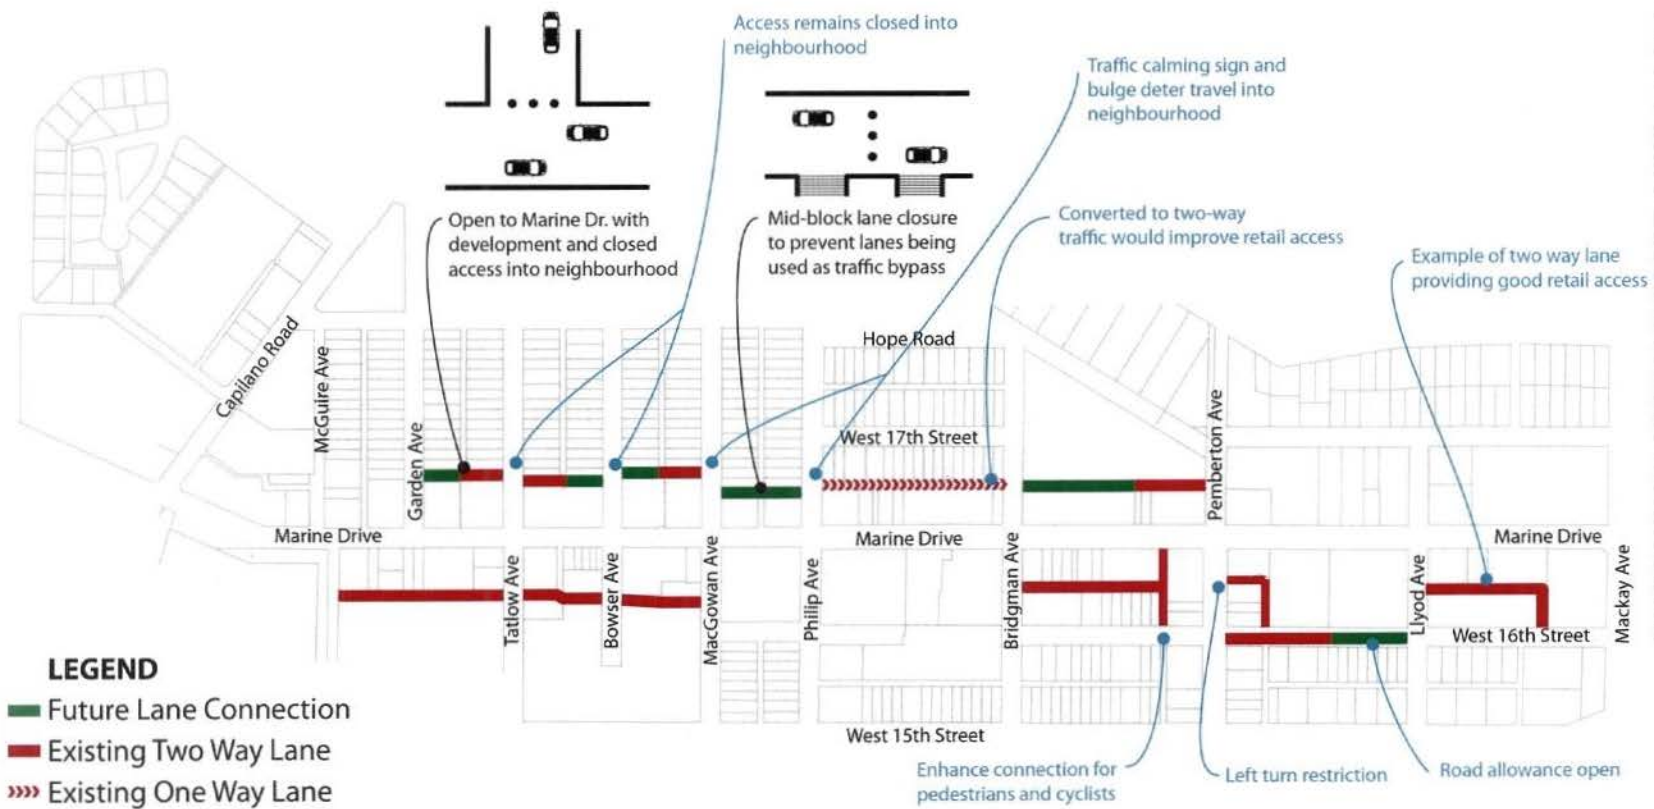 Access remains closed into
neighbourhood
Traffic calming sign and
bulge deter travel into
neighbourhood
Open to Marine Dr. with
development and closed
access into neighbourhood
Mid-block lane closure
to prevent lanes being
used as traffic bypass
Converted to two-way
traffic would improve retail access
Example of two way lane
providing good retail access
Capilano Road
McGuire Ave
Garden Ave
Hope Road
West 17th Street
Pemberton Ave
Marine Drive
Marine Drive
Marine Drive
Tatlow Ave
Bowser Ave
MacGowan Ave
Philip Ave
Bridgman Ave
Llyod Ave
Mackay Ave
West 16th Street
West 15th Street
LEGEND
Future Lane Connection
Existing Two Way Lane
Existing One Way Lane
Enhance connection for
pedestrians and cyclists
Left turn restriction
Road allowance open